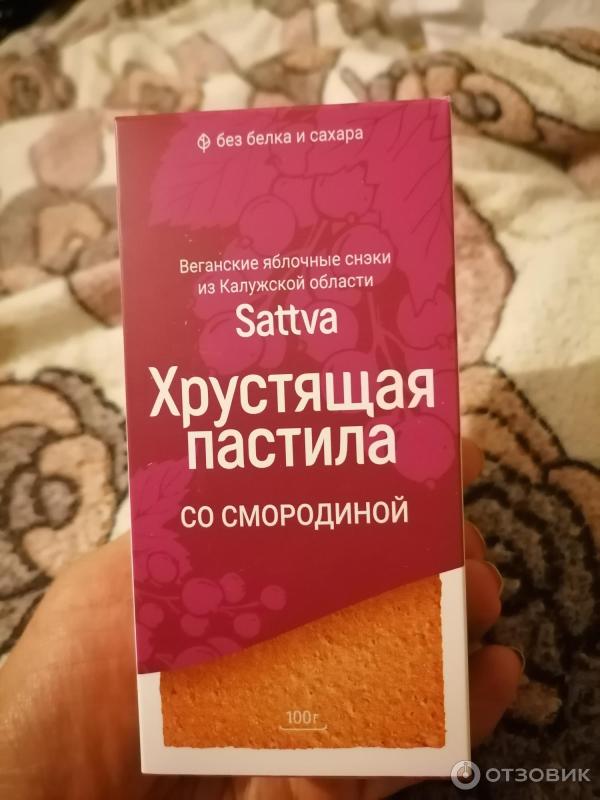 без белка и сахара
Веганские яблочные снэки
из Калужской области
Sattva
Хрустящая
пастила
со смородиной
100г
ОТЗОВИК